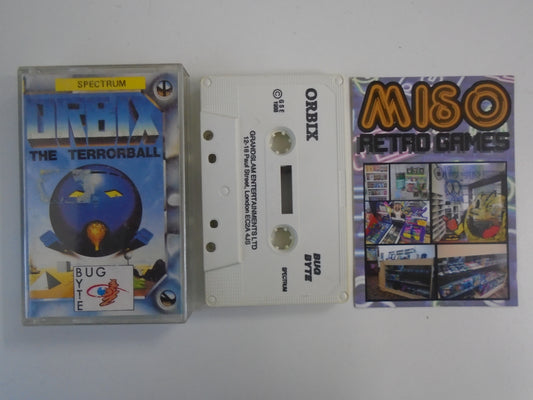 SPECTRUM
ORBIX
THE TERRORBALL
BUG
BYTE
ORBIX
© G S E
1988
GRANDSLAM ENTERTAINMENTS LTD
12-18 Paul Street, London EC2A 4JS
BUG
BYTE
SPECTRUM
MISO
RETRO GAMES